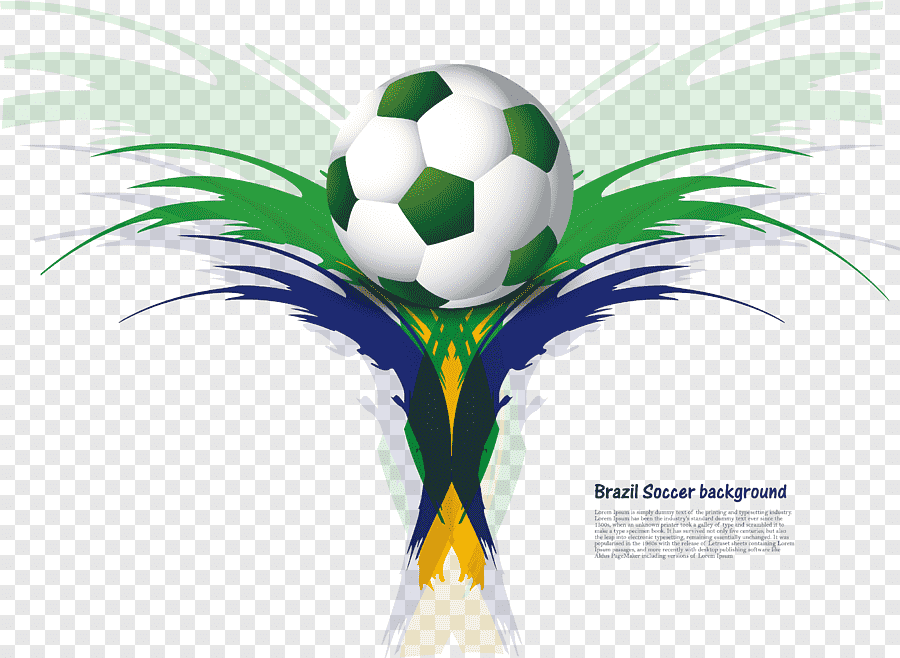 Brazil Soccer background
Lorem Ipsum is simply dummy text of the printing and typesetting industry.
Lorem Ipsum has been the industry's standard dummy text ever since the
1500s, when an unknown printer took a galley of type and scrambled it to
make a type specimen book. It has survived not only five centuries, but also
the leap into electronic typesetting, remaining essentially unchanged. It was
popularised in the 1960s with the release of Letraset sheets containing Lorem
Ipsum passages, and more recently with desktop publishing software like
Aldus PageMaker including versions of Lorem Ipsum.